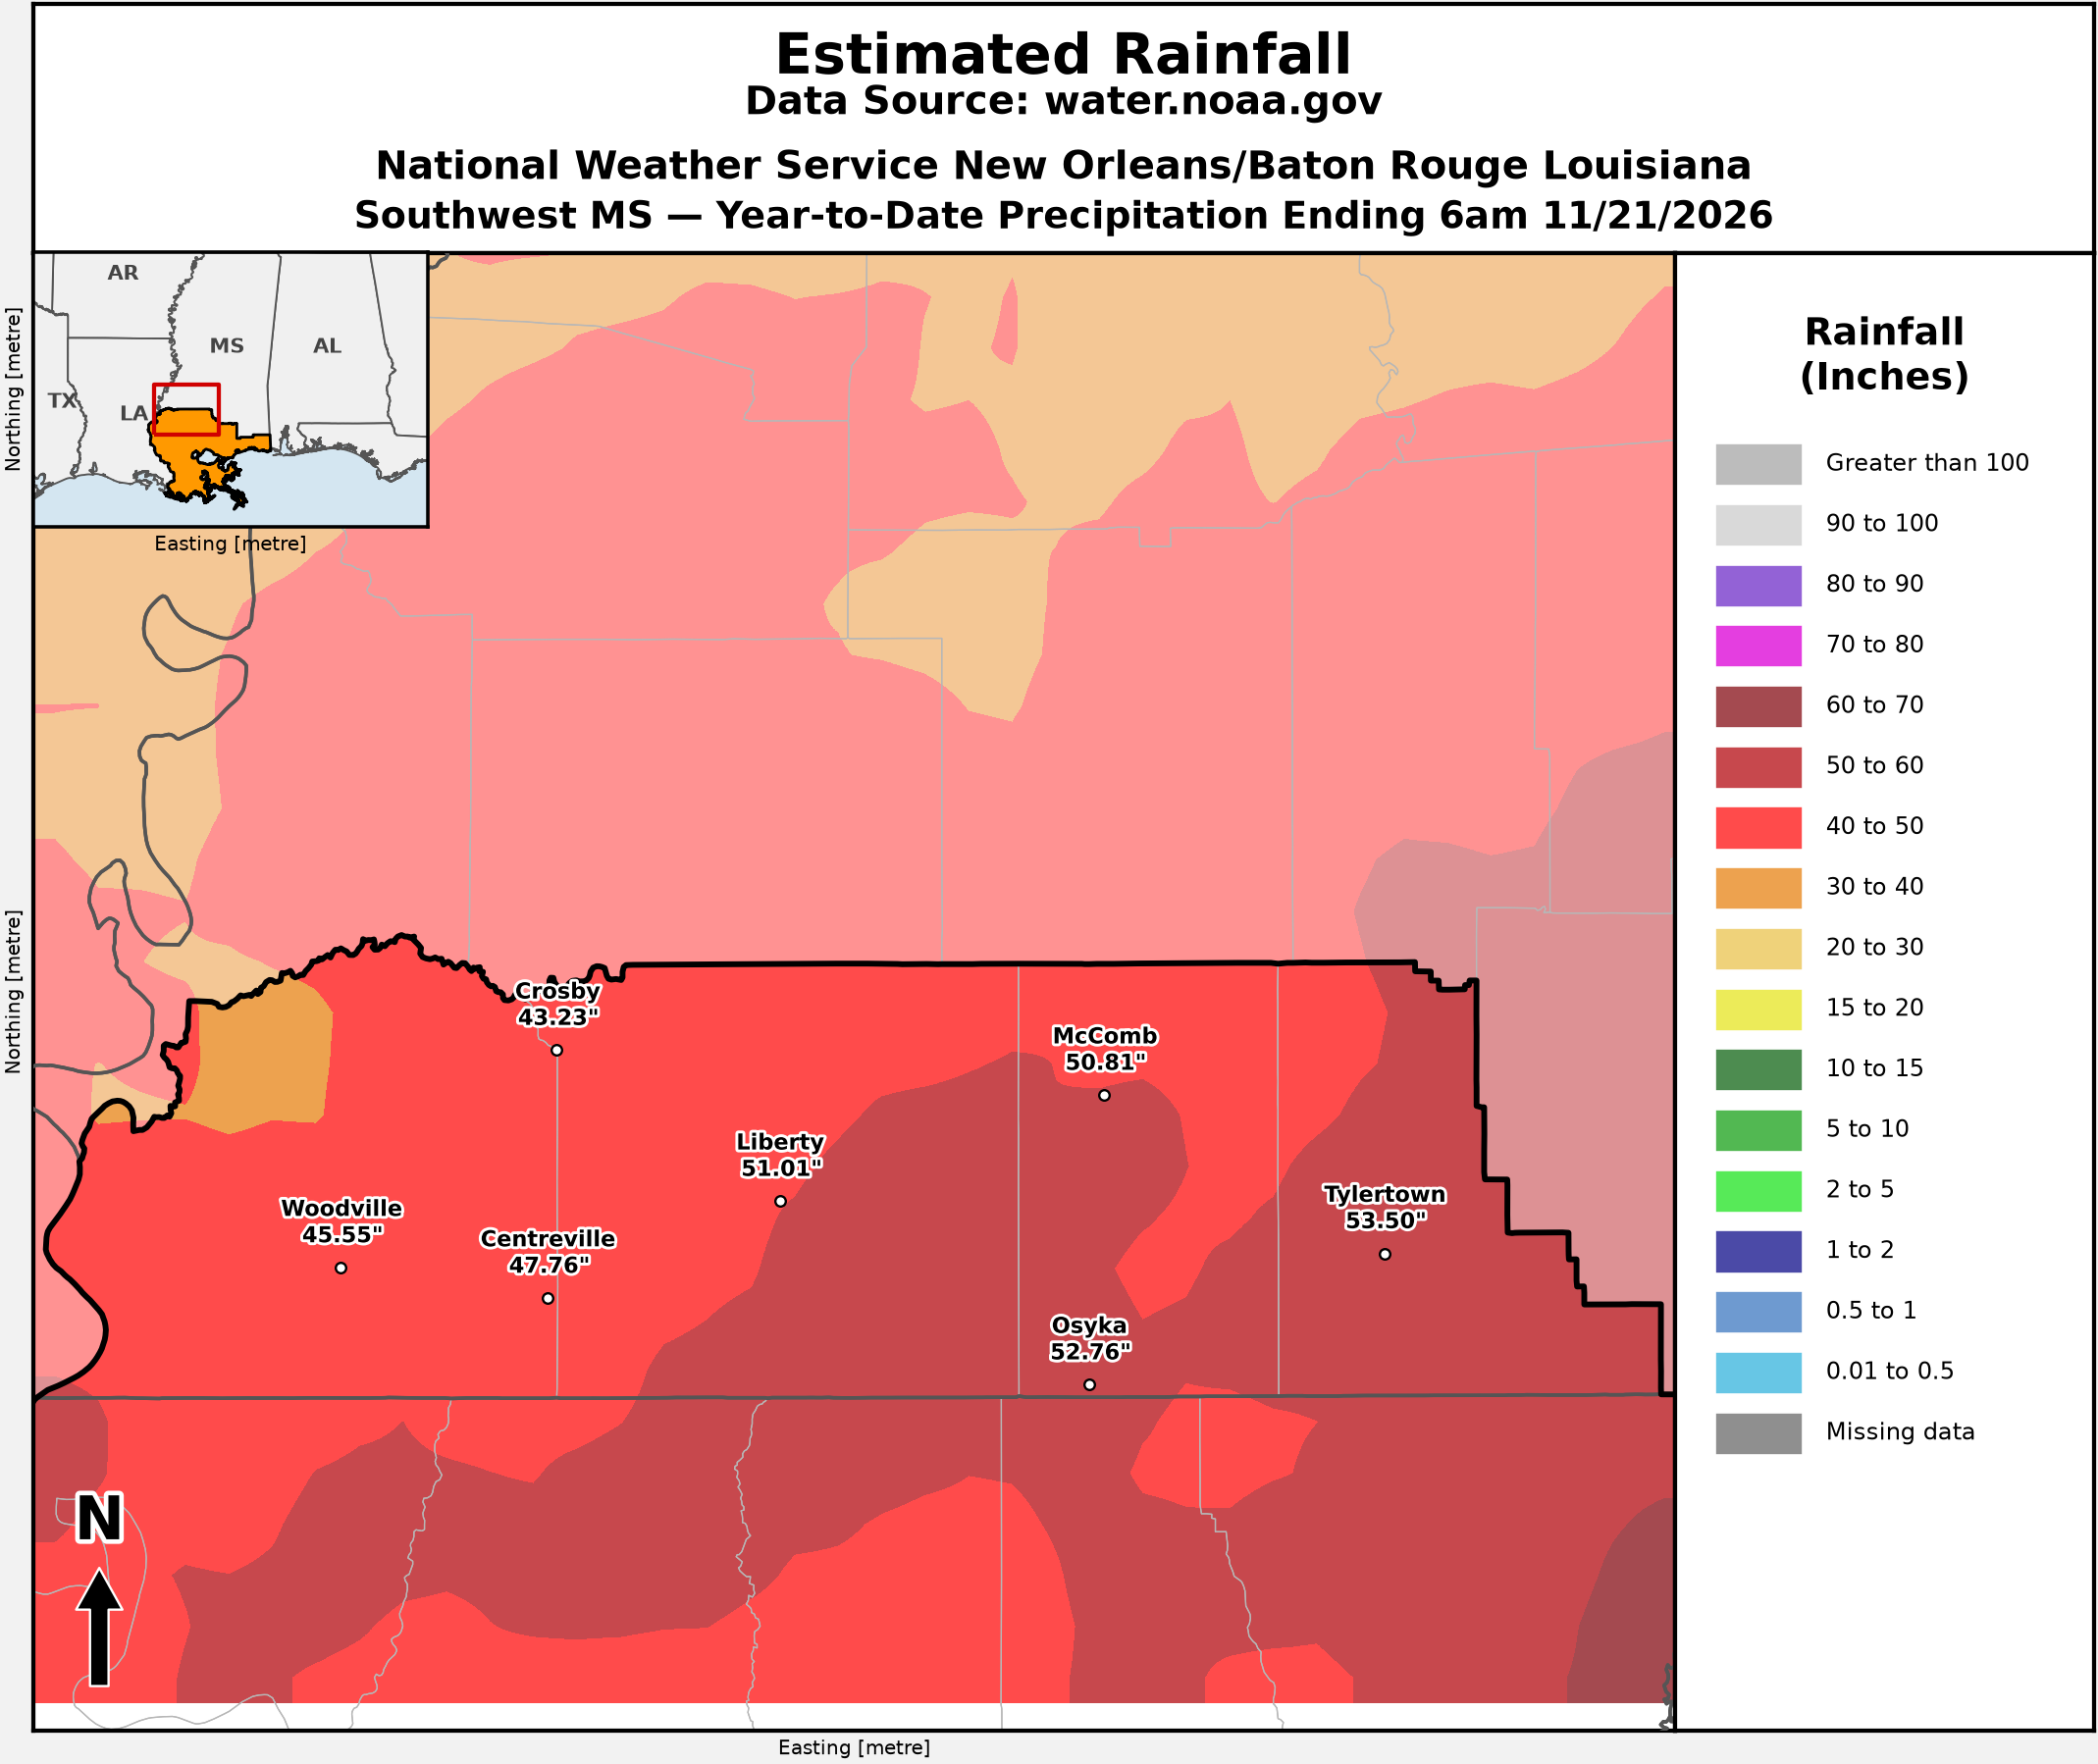 Estimated Rainfall
Data Source: water.noaa.gov
National Weather Service New Orleans/Baton Rouge Louisiana
Southwest MS — Year-to-Date Precipitation Ending 6am 11/21/2026
Northing [metre]
AR
MS
AL
TX
LA
Easting [metre]
Northing [metre]
Crosby
43.23"
McComb
50.81"
Liberty
51.01"
Woodville
45.55"
Centreville
47.76"
Tylertown
53.50"
Osyka
52.76"
N
Easting [metre]
Rainfall
(Inches)
Greater than 100
90 to 100
80 to 90
70 to 80
60 to 70
50 to 60
40 to 50
30 to 40
20 to 30
15 to 20
10 to 15
5 to 10
2 to 5
1 to 2
0.5 to 1
0.01 to 0.5
Missing data